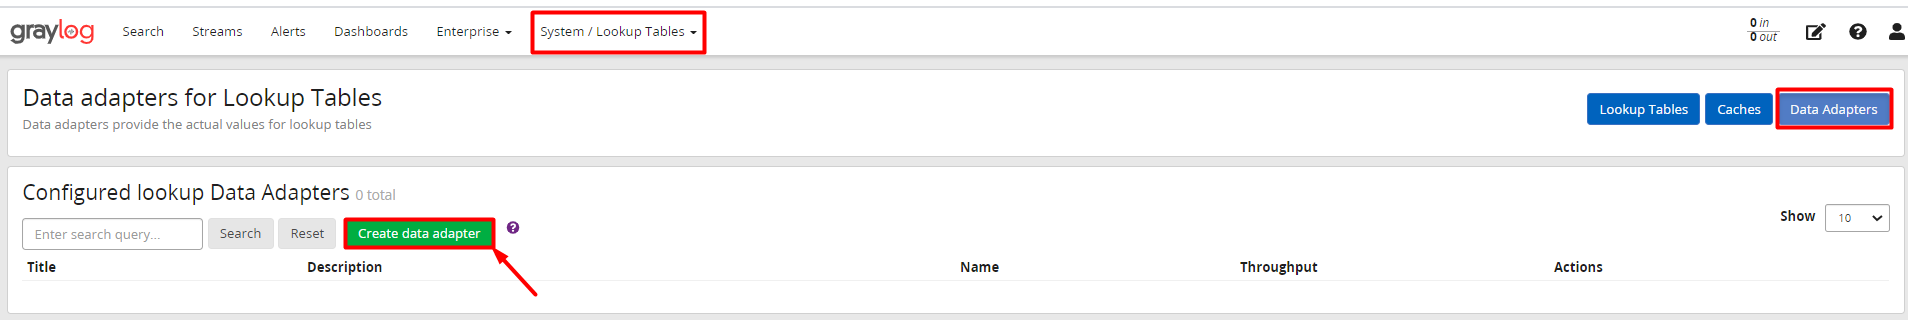 graylog Search Streams Alerts Dashboards Enterprise System / Lookup Tables 0 in
0 out
Data adapters for Lookup Tables
Data adapters provide the actual values for lookup tables
Lookup Tables Caches Data Adapters
Configured lookup Data Adapters 0 total
Enter search query... Search Reset Create data adapter ? Show 10
Title Description Name Throughput Actions